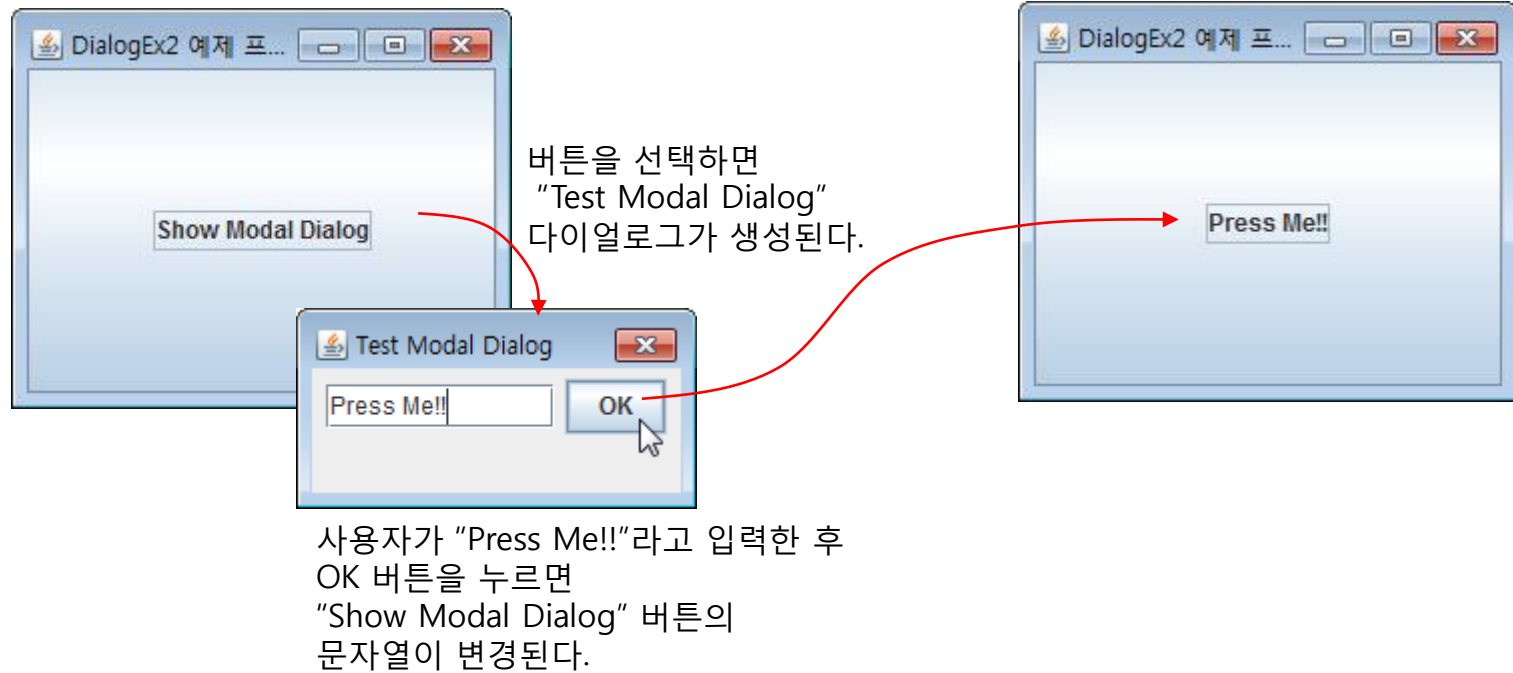 DialogEx2 예제 프...
Show Modal Dialog
버튼을 선택하면
"Test Modal Dialog"
다이얼로그가 생성된다.
Test Modal Dialog
Press Me!!
OK
사용자가 "Press Me!!"라고 입력한 후
OK 버튼을 누르면
"Show Modal Dialog" 버튼의
문자열이 변경된다.
DialogEx2 예제 프...
Press Me!!